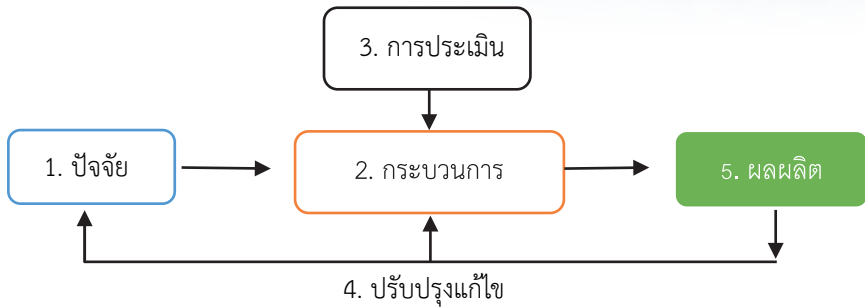 3. การประเมิน
1. ปัจจัย
2. กระบวนการ
5. ผลผลิต
4. ปรับปรุงแก้ไข